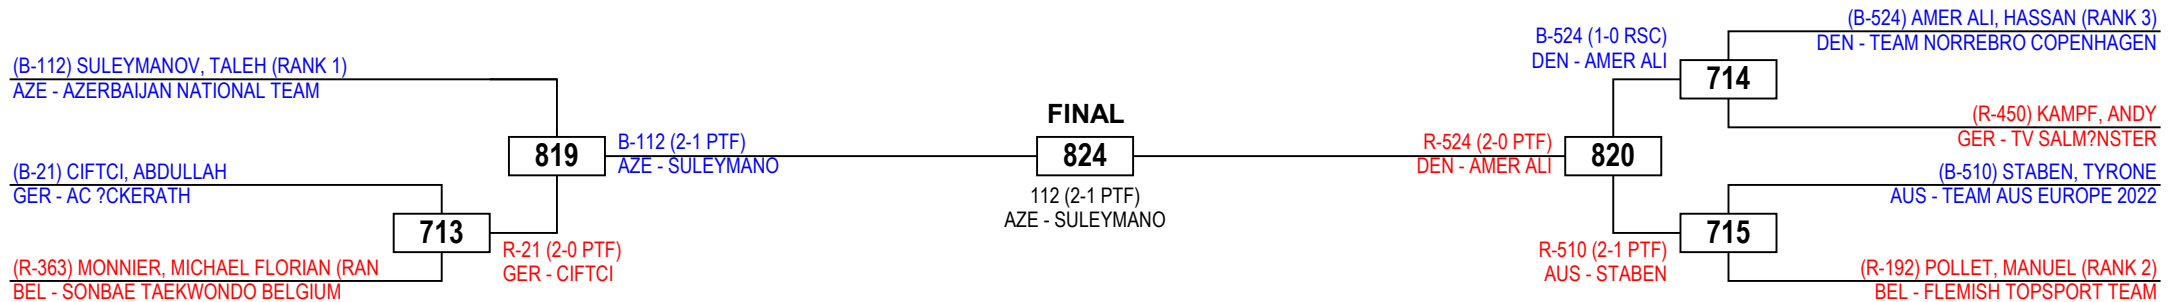 (B-112) SULEYMANOV, TALEH (RANK 1)
AZE - AZERBAIJAN NATIONAL TEAM
(B-21) CIFTCI, ABDULLAH
GER - AC ?CKERATH
(R-363) MONNIER, MICHAEL FLORIAN (RAN
BEL - SONBAE TAEKWONDO BELGIUM
713
819
R-21 (2-0 PTF)
GER - CIFTCI
B-112 (2-1 PTF)
AZE - SULEYMANO
FINAL
824
112 (2-1 PTF)
AZE - SULEYMANO
R-524 (2-0 PTF)
DEN - AMER ALI
820
B-524 (1-0 RSC)
DEN - AMER ALI
R-510 (2-1 PTF)
AUS - STABEN
714
715
(B-524) AMER ALI, HASSAN (RANK 3)
DEN - TEAM NORREBRO COPENHAGEN
(R-450) KAMPF, ANDY
GER - TV SALM?NSTER
(B-510) STABEN, TYRONE
AUS - TEAM AUS EUROPE 2022
(R-192) POLLET, MANUEL (RANK 2)
BEL - FLEMISH TOPSPORT TEAM